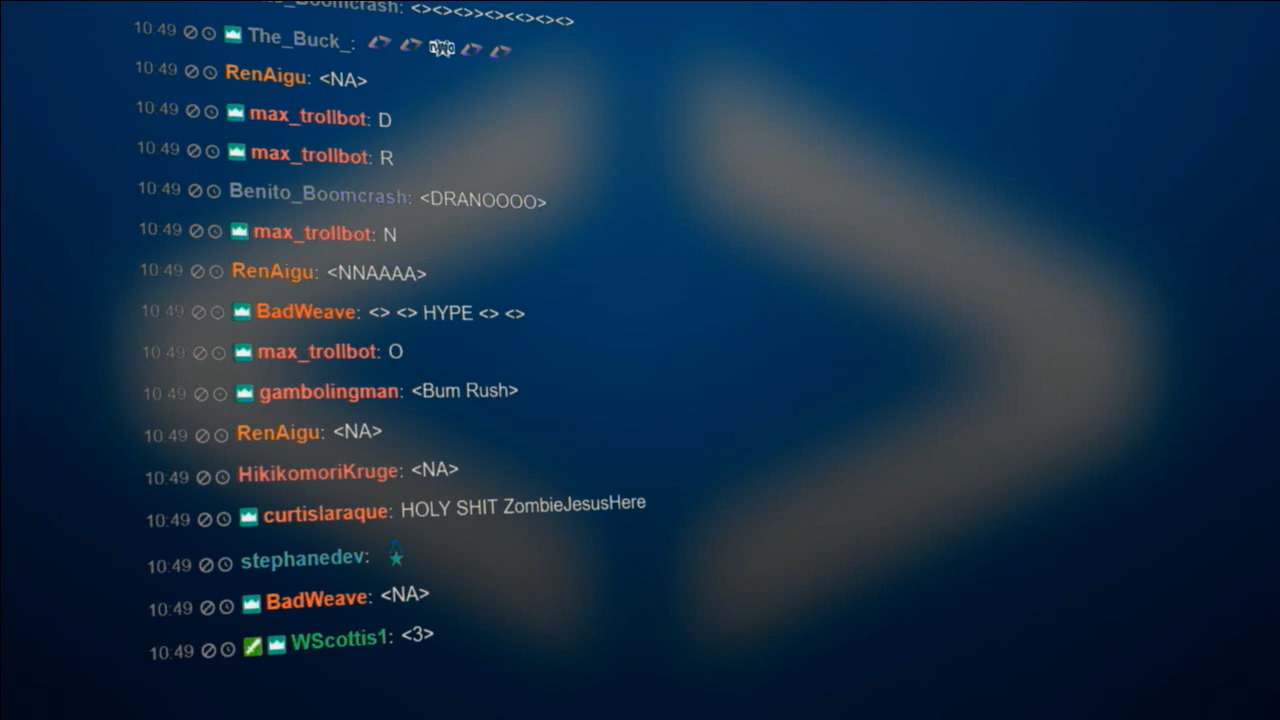 Boomcrash: <><><>><><<><><>
10:49 The_Buck_: nWo
10:49 RenAigu: <NA>
10:49 max_trollbot: D
10:49 max_trollbot: R
10:49 Benito_Boomcrash: <DRANOOOO>
10:49 max_trollbot: N
10:49 RenAigu: <NNAAAA>
10:49 BadWeave: <> <> HYPE <> <>
10:49 max_trollbot: O
10:49 gambolingman: <Bum Rush>
10:49 RenAigu: <NA>
10:49 HikikomoriKruge: <NA>
10:49 curtislaraque: HOLY SHIT ZombieJesusHere
10:49 stephanedev:
10:49 BadWeave: <NA>
10:49 WScottis1: <3>